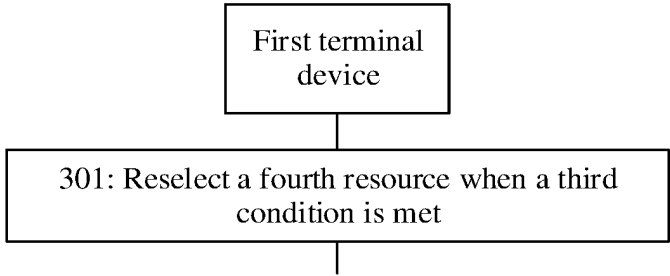 First terminal
device
301: Reselect a fourth resource when a third
condition is met